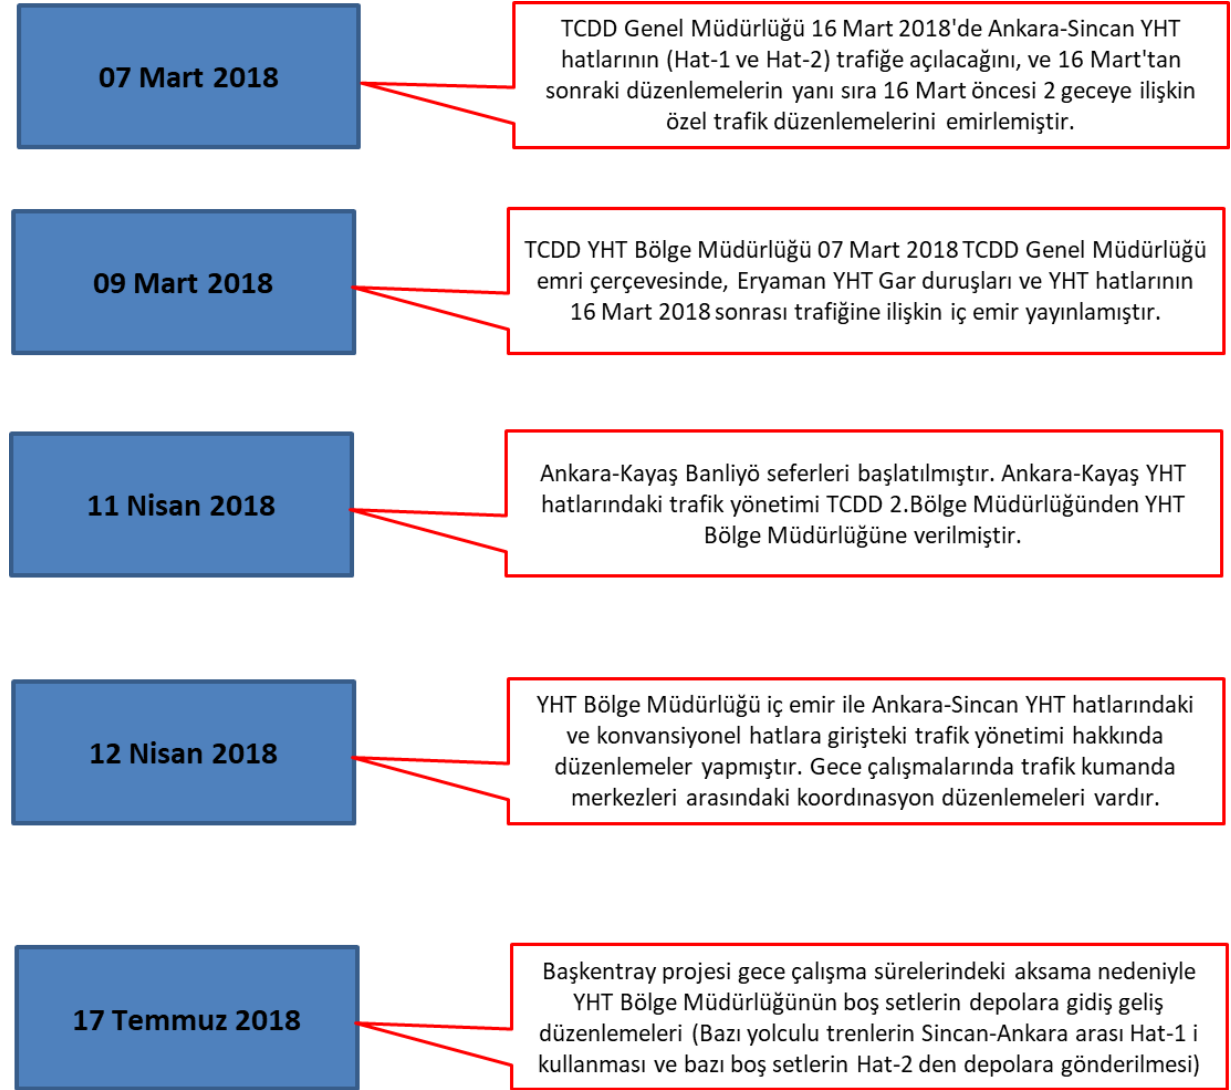 07 Mart 2018
TCDD Genel Müdürlüğü 16 Mart 2018'de Ankara-Sincan YHT
hatlarının (Hat-1 ve Hat-2) trafiğe açılacağını, ve 16 Mart'tan
sonraki düzenlemelerin yanı sıra 16 Mart öncesi 2 geceye ilişkin
özel trafik düzenlemelerini emirlemiştir.
09 Mart 2018
TCDD YHT Bölge Müdürlüğü 07 Mart 2018 TCDD Genel Müdürlüğü
emri çerçevesinde, Eryaman YHT Gar duruşları ve YHT hatlarının
16 Mart 2018 sonrası trafiğine ilişkin iç emir yayınlamıştır.
11 Nisan 2018
Ankara-Kayaş Banliyö seferleri başlatılmıştır. Ankara-Kayaş YHT
hatlarındaki trafik yönetimi TCDD 2.Bölge Müdürlüğünden YHT
Bölge Müdürlüğüne verilmiştir.
12 Nisan 2018
YHT Bölge Müdürlüğü iç emir ile Ankara-Sincan YHT hatlarındaki
ve konvansiyonel hatlara girişteki trafik yönetimi hakkında
düzenlemeler yapmıştır. Gece çalışmalarında trafik kumanda
merkezleri arasındaki koordınasyon düzenlemeleri vardır.
17 Temmuz 2018
Başkentray projesi gece çalışma sürelerindeki aksama nedeniyle
YHT Bölge Müdürlüğünün boş setlerin depolara gidiş geliş
düzenlemeleri (Bazı yolculu trenlerin Sincan-Ankara arası Hat-1 i
kullanması ve bazı boş setlerin Hat-2 den depolara gönderilmesi)